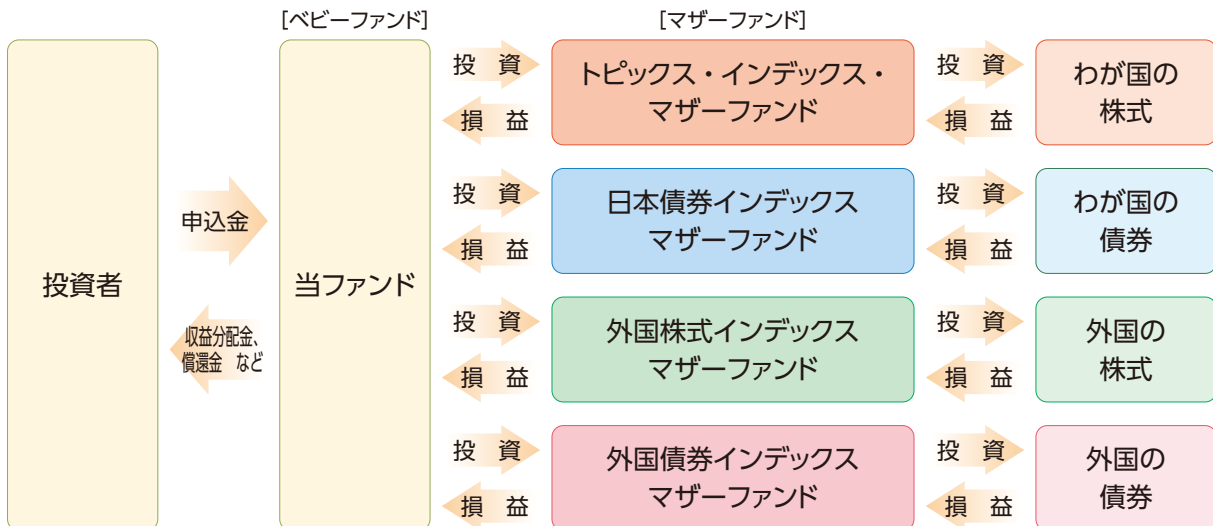 [ベビーファンド]
[マザーファンド]
投資者
申込金
収益分配金、
償還金 など
当ファンド
投 資
損 益
トピックス・インデックス・
マザーファンド
投 資
損 益
わが国の
株式
投 資
損 益
日本債券インデックス
マザーファンド
投 資
損 益
わが国の
債券
投 資
損 益
外国株式インデックス
マザーファンド
投 資
損 益
外国の
株式
投 資
損 益
外国債券インデックス
マザーファンド
投 資
損 益
外国の
債券